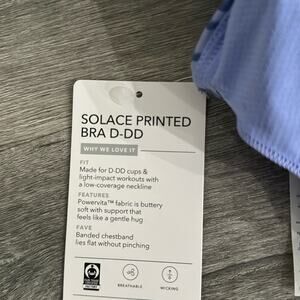 SOLACE PRINTED
BRA D-DD
WHY WE LOVE IT
FIT
Made for D-DD cups &
light-impact workouts with
a low-coverage neckline
FEATURES
Powervita™ fabric is buttery
soft with support that
feels like a gentle hug
FAVE
Banded chestband
lies flat without pinching
BREATHABLE
WICKING